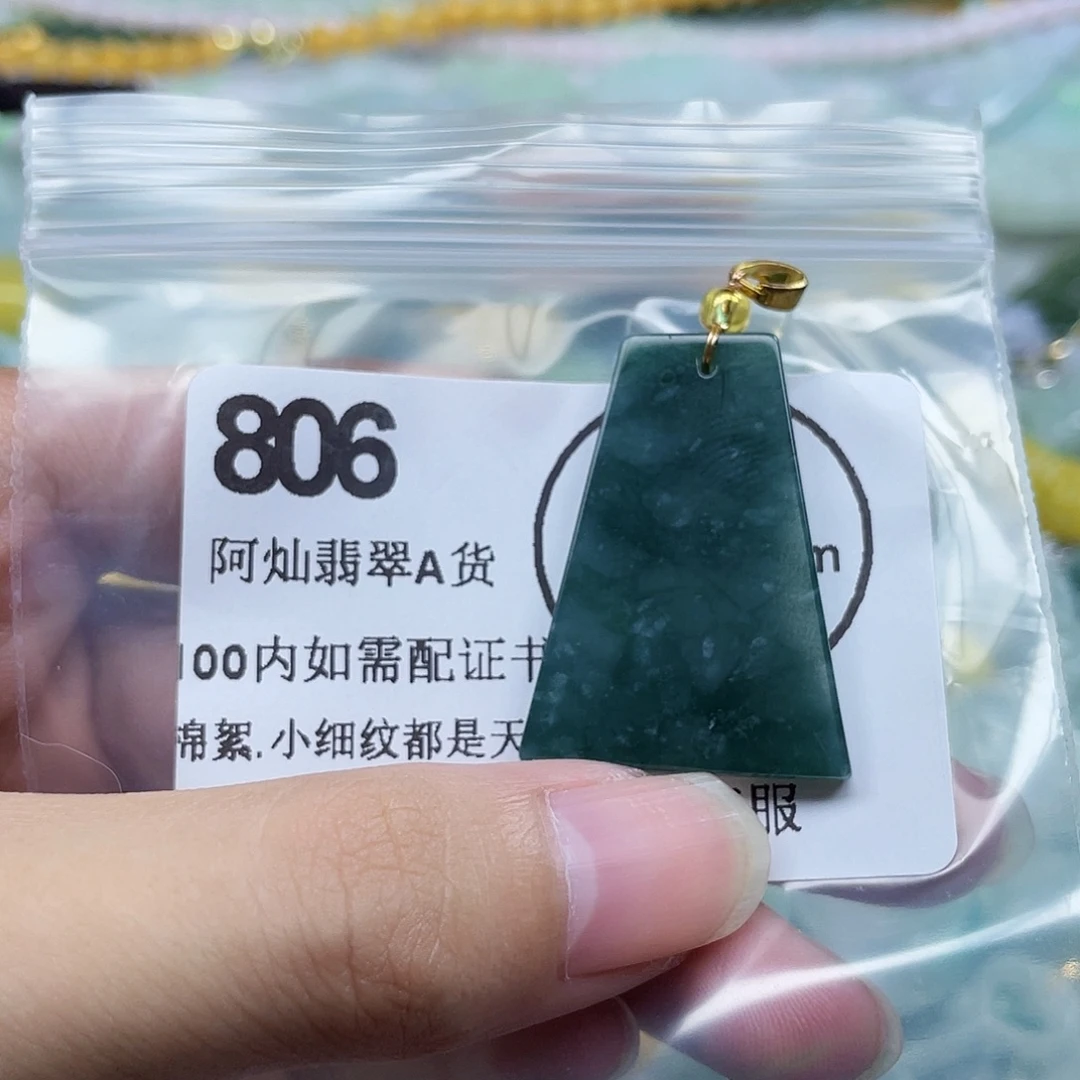 806
阿灿翡翠A货
m
100内如需配证书
棉絮.小细纹都是天
服